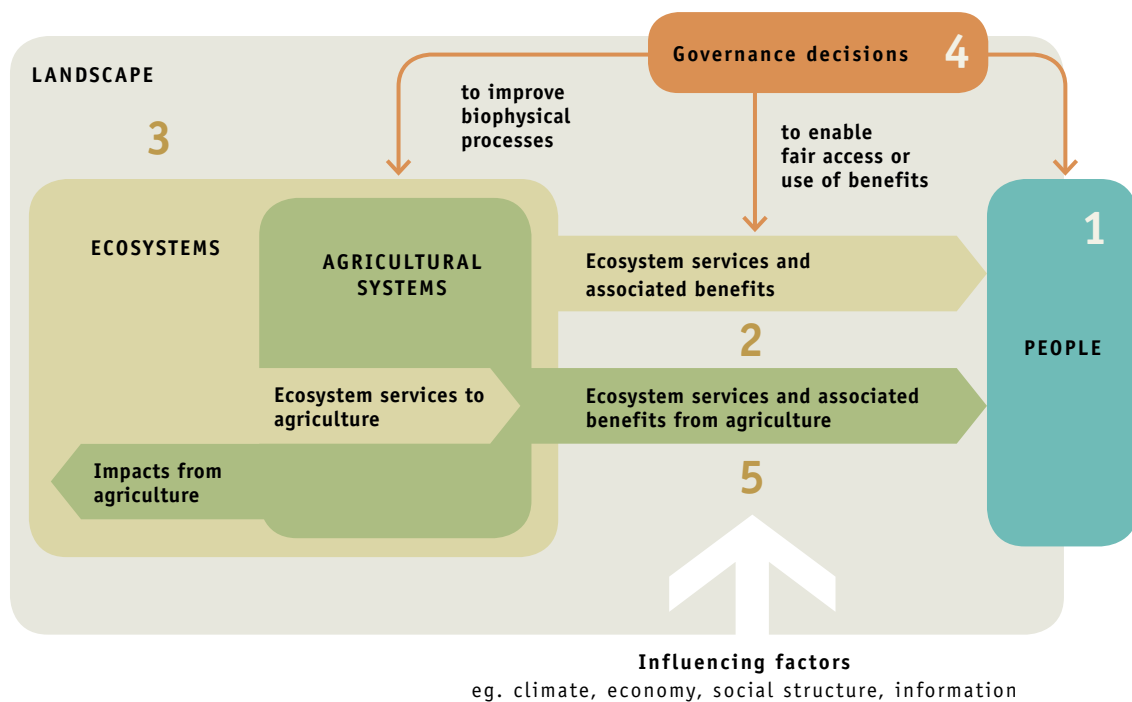 Governance decisions
4
LANDSCAPE
3
to improve
biophysical
processes
to enable
fair access or
use of benefits
1
ECOSYSTEMS
AGRICULTURAL
SYSTEMS
Ecosystem services and
associated benefits
2
PEOPLE
Ecosystem services to
agriculture
Ecosystem services and associated
benefits from agriculture
Impacts from
agriculture
5
Influencing factors
eg. climate, economy, social structure, information